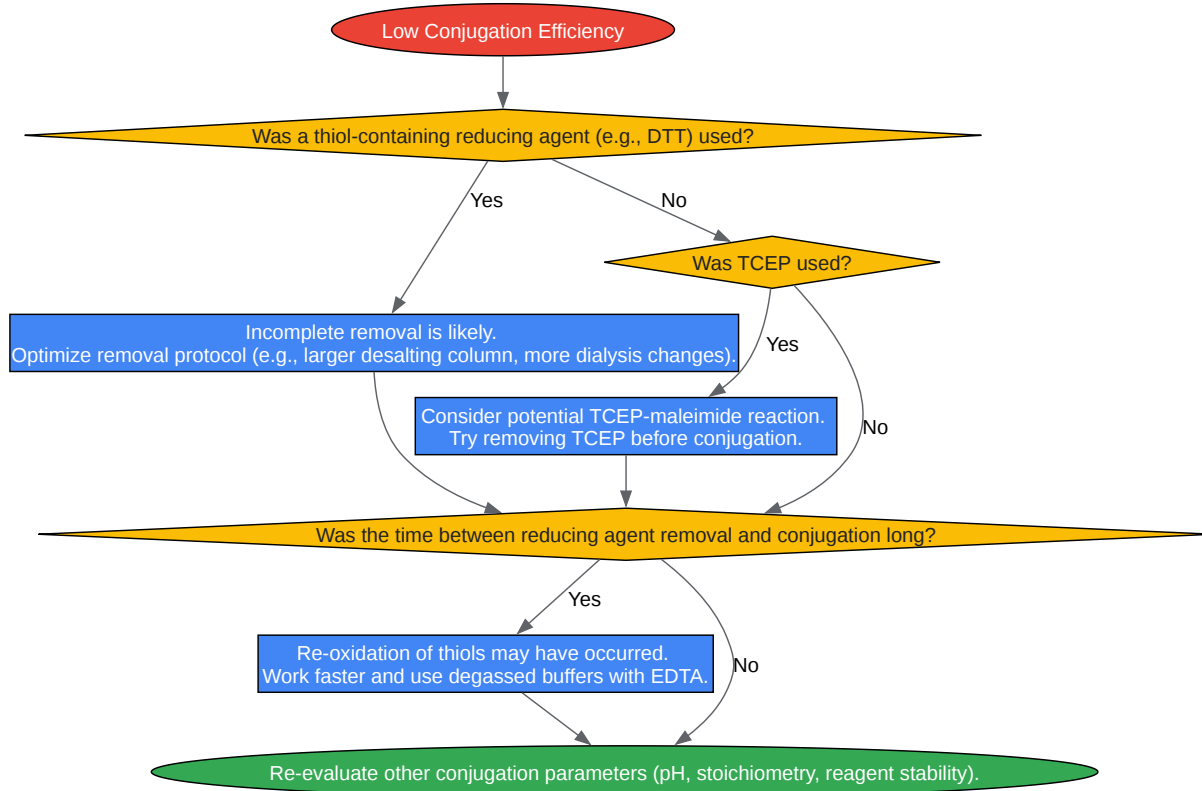 Low Conjugation Efficiency
Was a thiol-containing reducing agent (e.g., DTT) used?
Yes
No
Was TCEP used?
Incomplete removal is likely.
Optimize removal protocol (e.g., larger desalting column, more dialysis changes).
Yes
Consider potential TCEP-maleimide reaction.
Try removing TCEP before conjugation.
No
Was the time between reducing agent removal and conjugation long?
Yes
Re-oxidation of thiols may have occurred.
Work faster and use degassed buffers with EDTA.
No
Re-evaluate other conjugation parameters (pH, stoichiometry, reagent stability).